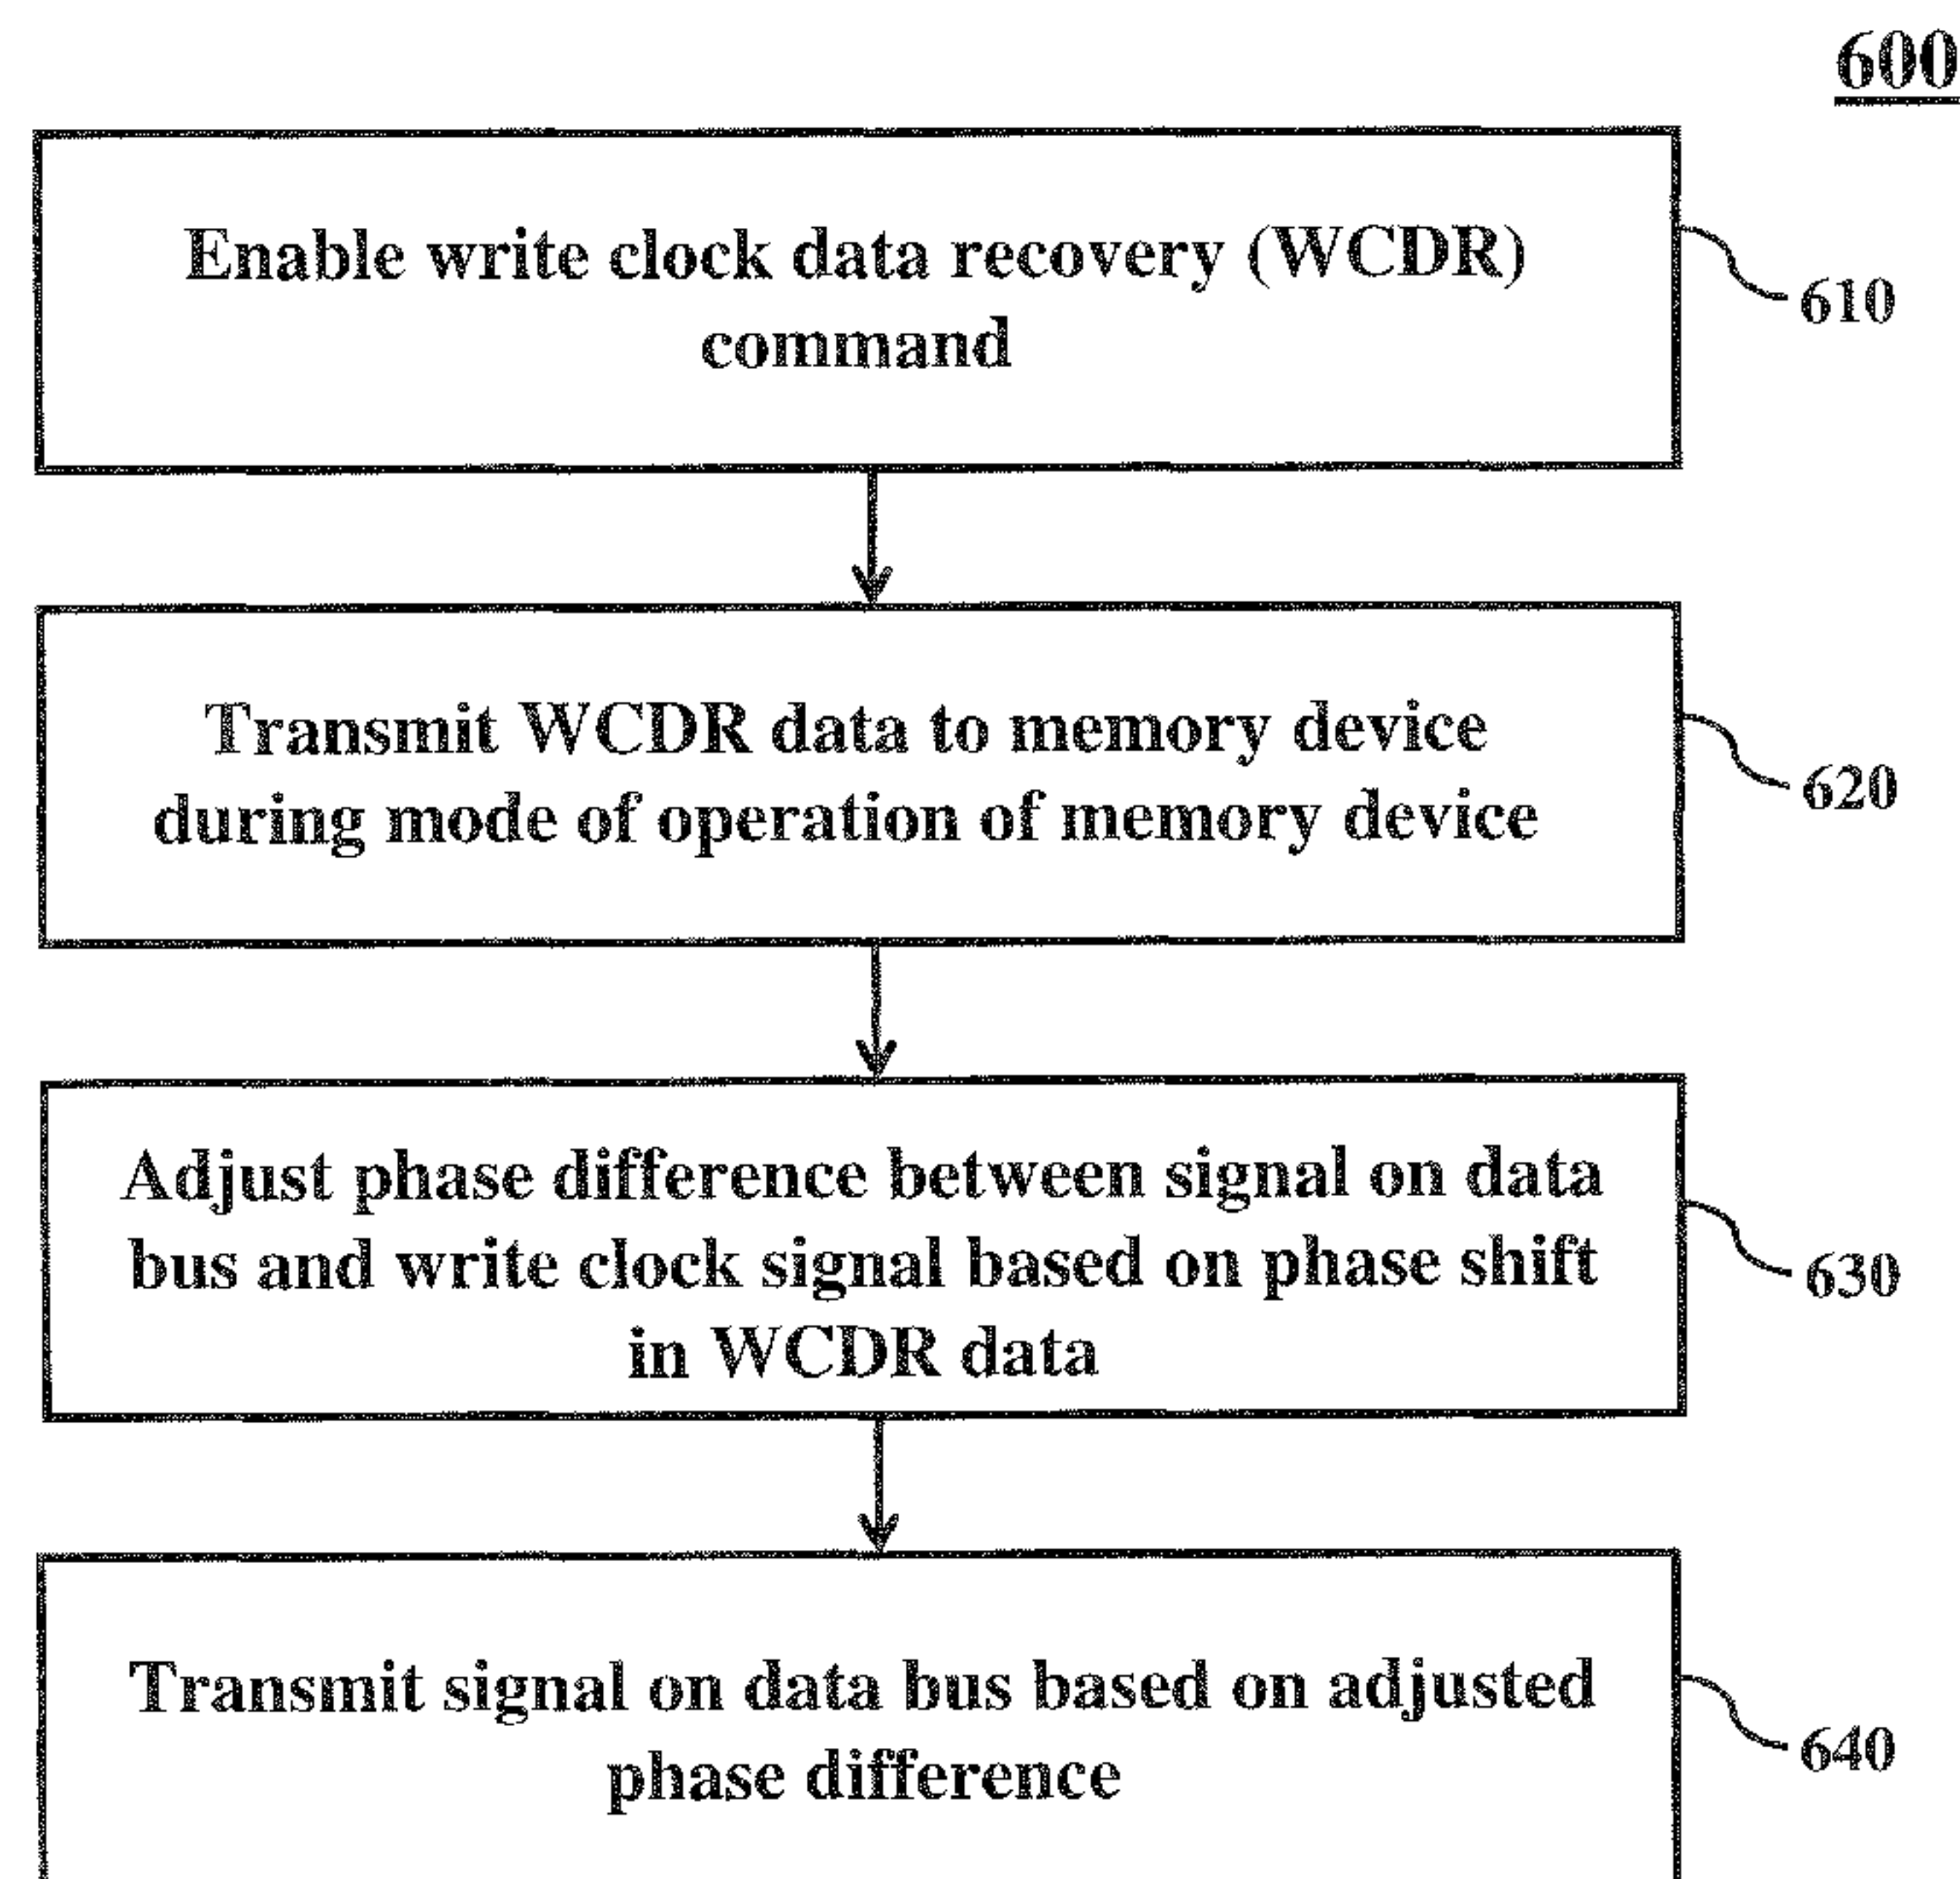 600
Enable write clock data recovery (WCDR)
command
610
Transmit WCDR data to memory device
during mode of operation of memory device
620
Adjust phase difference between signal on data
bus and write clock signal based on phase shift
in WCDR data
630
Transmit signal on data bus based on adjusted
phase difference
640